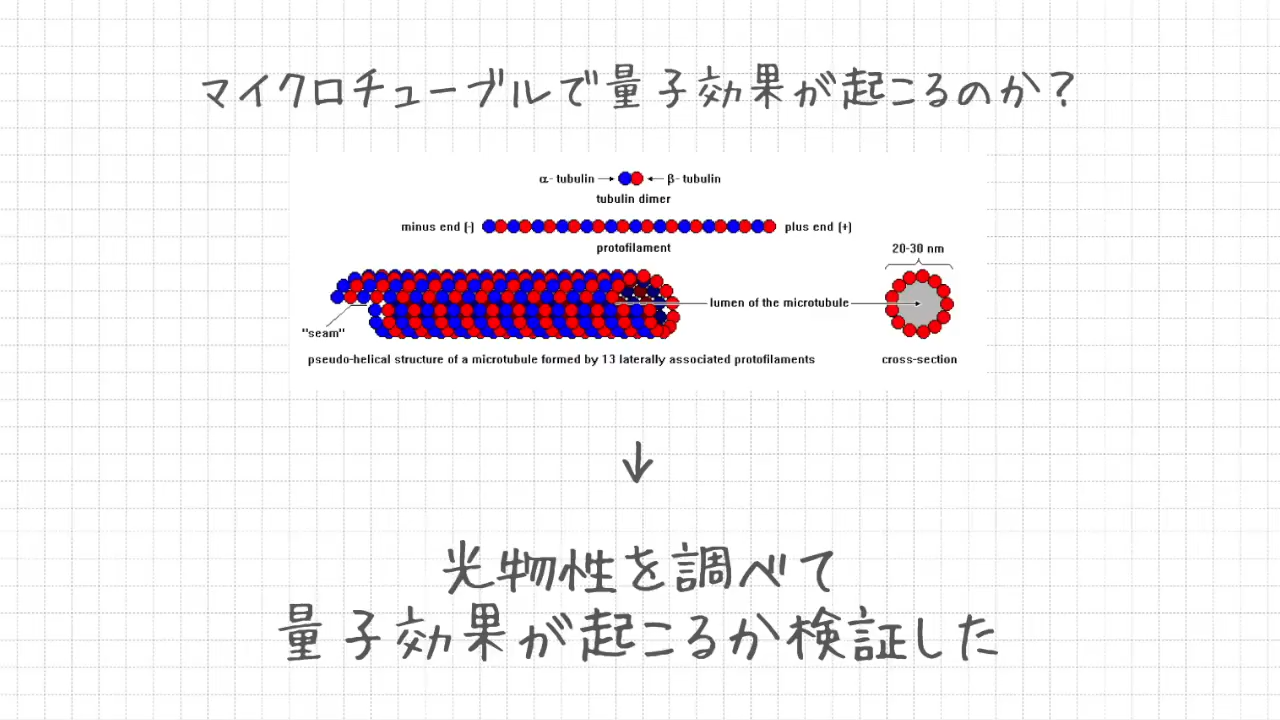 マイクロチューブルで量子効果が起こるのか？
α- tubulin → ← β- tubulin
tubulin dimer
minus end (-) plus end (+)
protofilament
20-30 nm
lumen of the microtubule
"seam"
pseudo-helical structure of a microtubule formed by 13 laterally associated protofilaments
cross-section
↓
光物性を調べて
量子効果が起こるか検証した